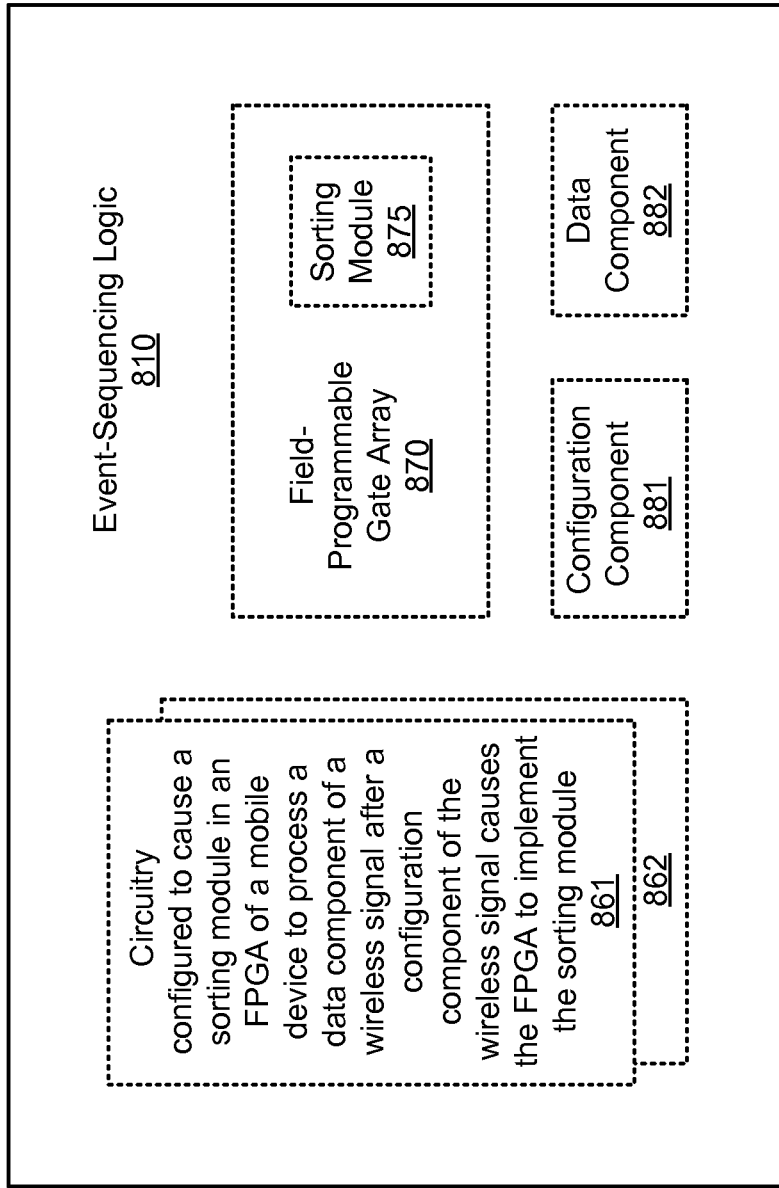 Event-Sequencing Logic
810
Circuitry
configured to cause a
sorting module in an
FPGA of a mobile
device to process a
data component of a
wireless signal after a
configuration
component of the
wireless signal causes
the FPGA to implement
the sorting module
861
862
Field-
Programmable
Gate Array
870
Sorting
Module
875
Configuration
Component
881
Data
Component
882